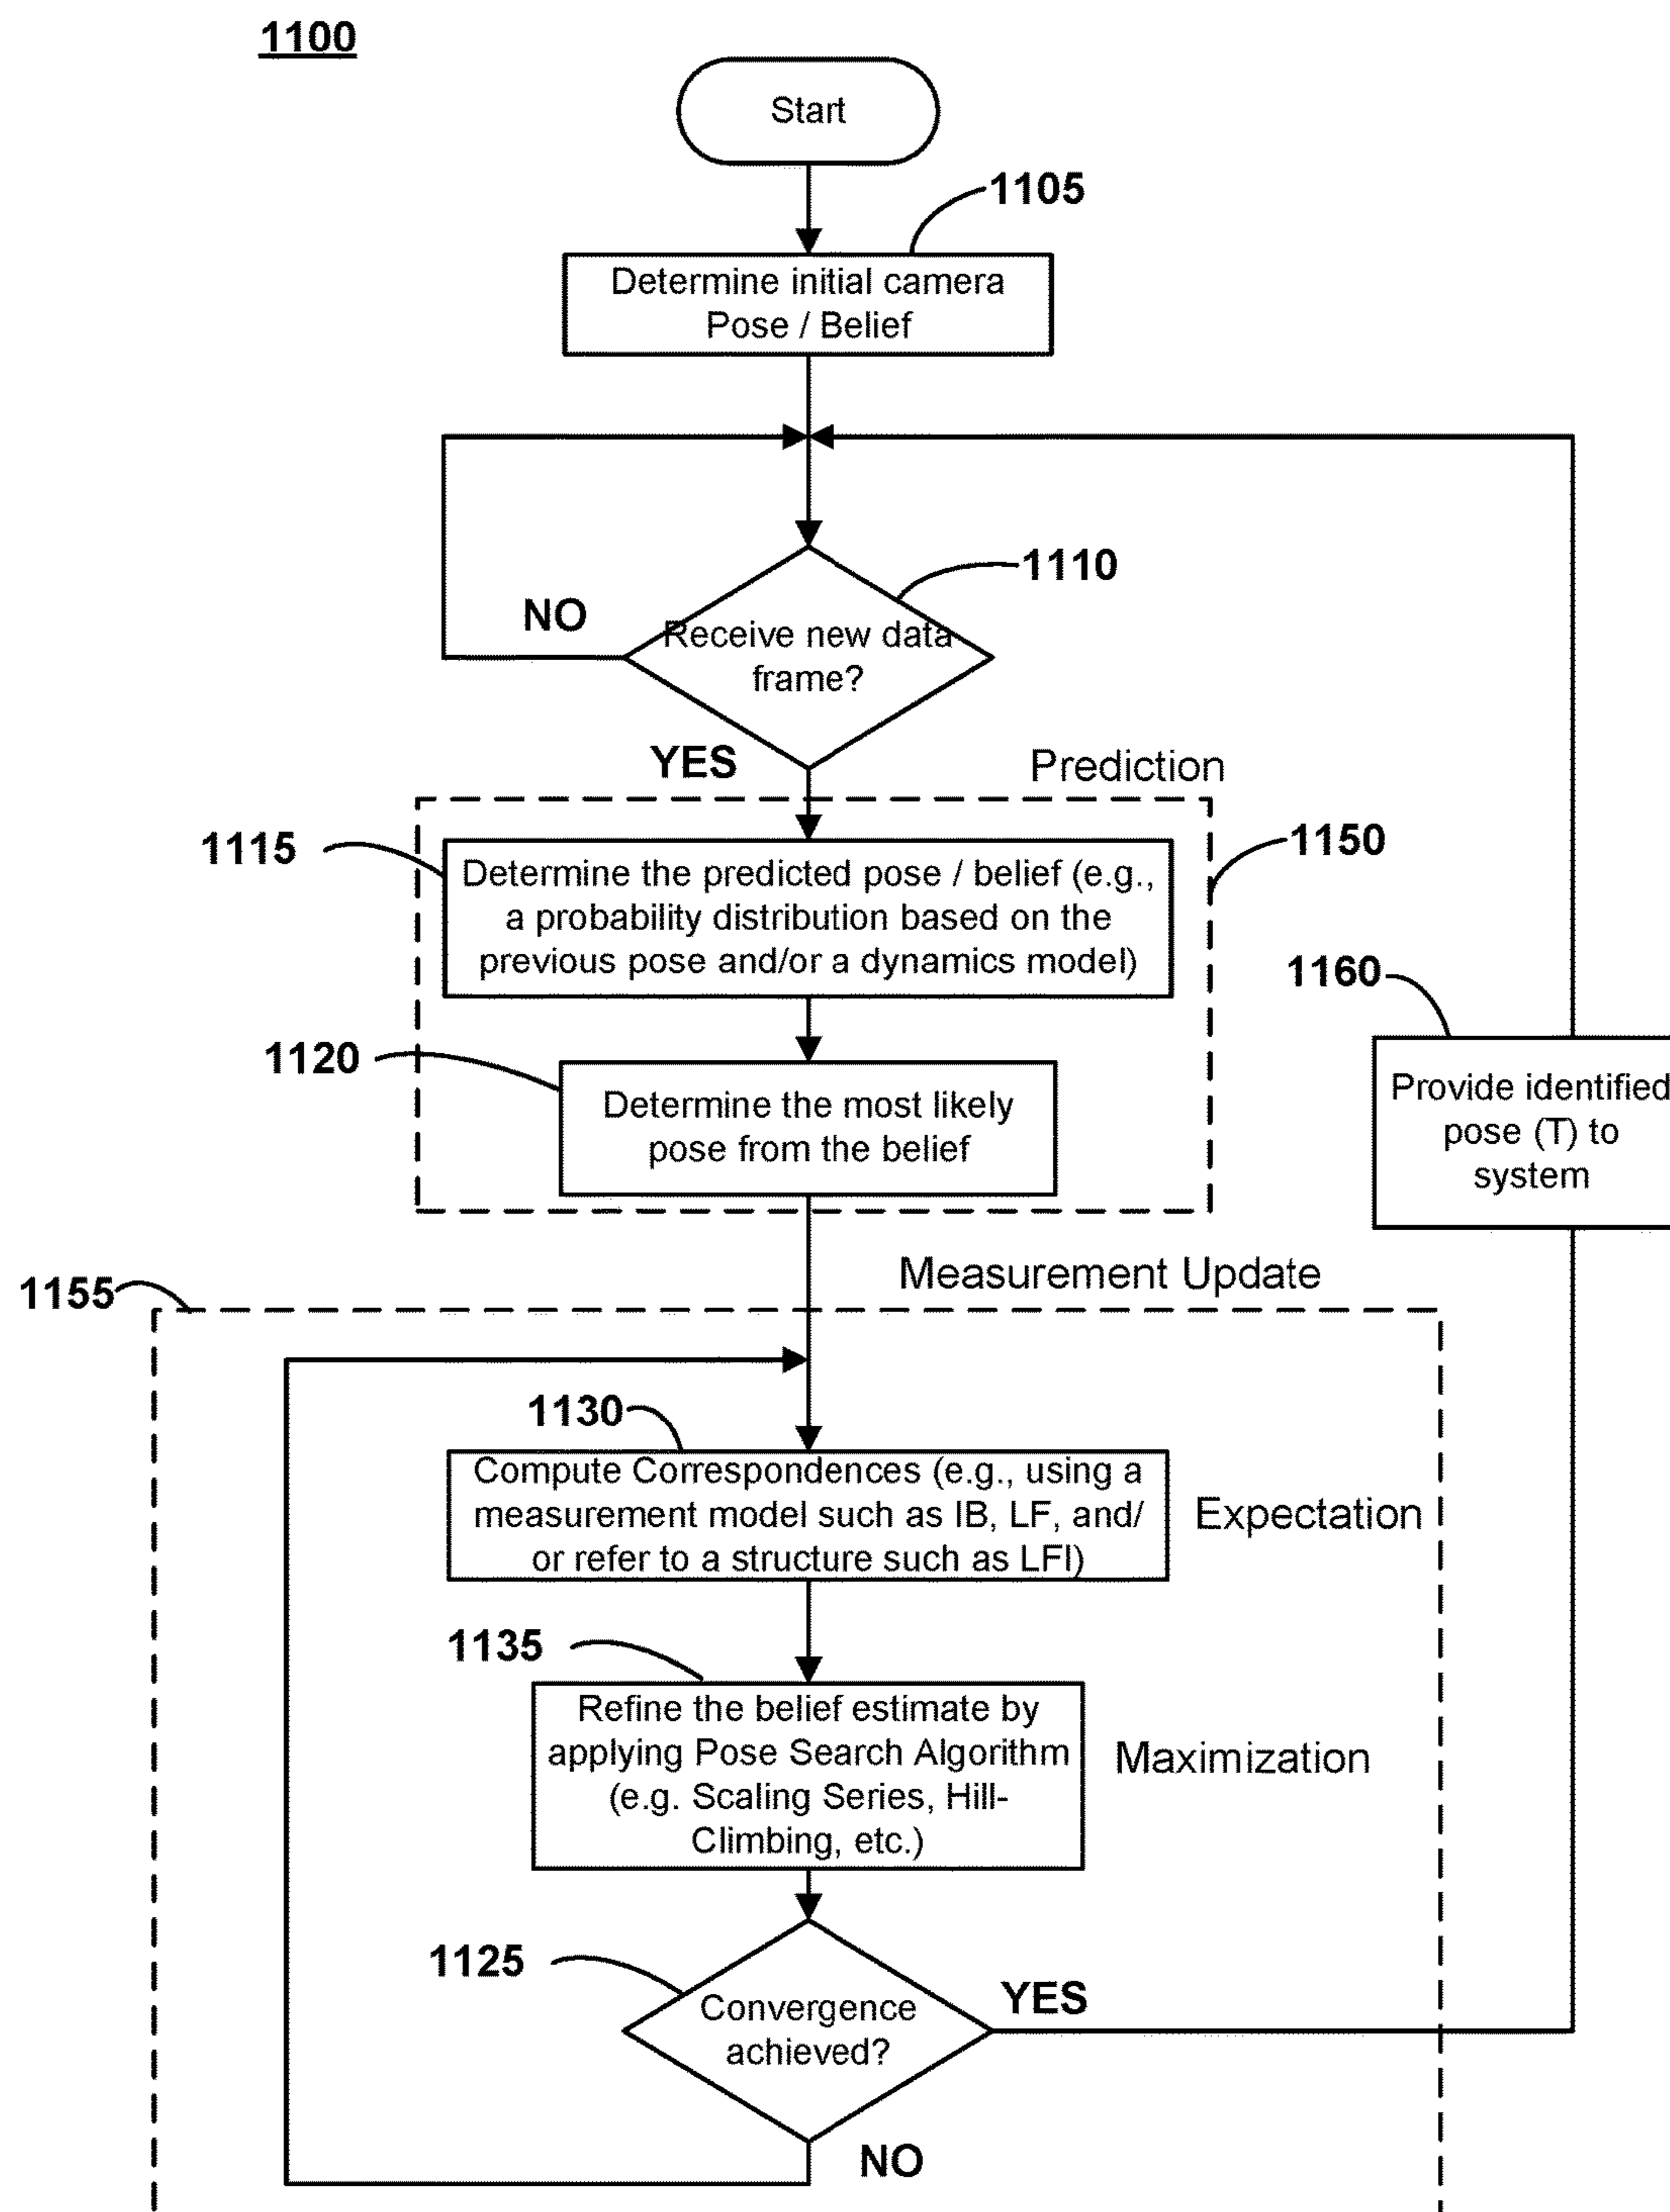 1100
Start
1105
Determine initial camera
Pose / Belief
1110
NO
Receive new data
frame?
YES
Prediction
1115
1150
Determine the predicted pose / belief (e.g.,
a probability distribution based on the
previous pose and/or a dynamics model)
1160
1120
Determine the most likely
pose from the belief
Provide identified
pose (T) to
system
Measurement Update
1155
1130
Compute Correspondences (e.g., using a
measurement model such as IB, LF, and/
or refer to a structure such as LFI)
Expectation
1135
Refine the belief estimate by
applying Pose Search Algorithm
(e.g. Scaling Series, Hill-
Climbing, etc.)
Maximization
1125
Convergence
achieved?
YES
NO